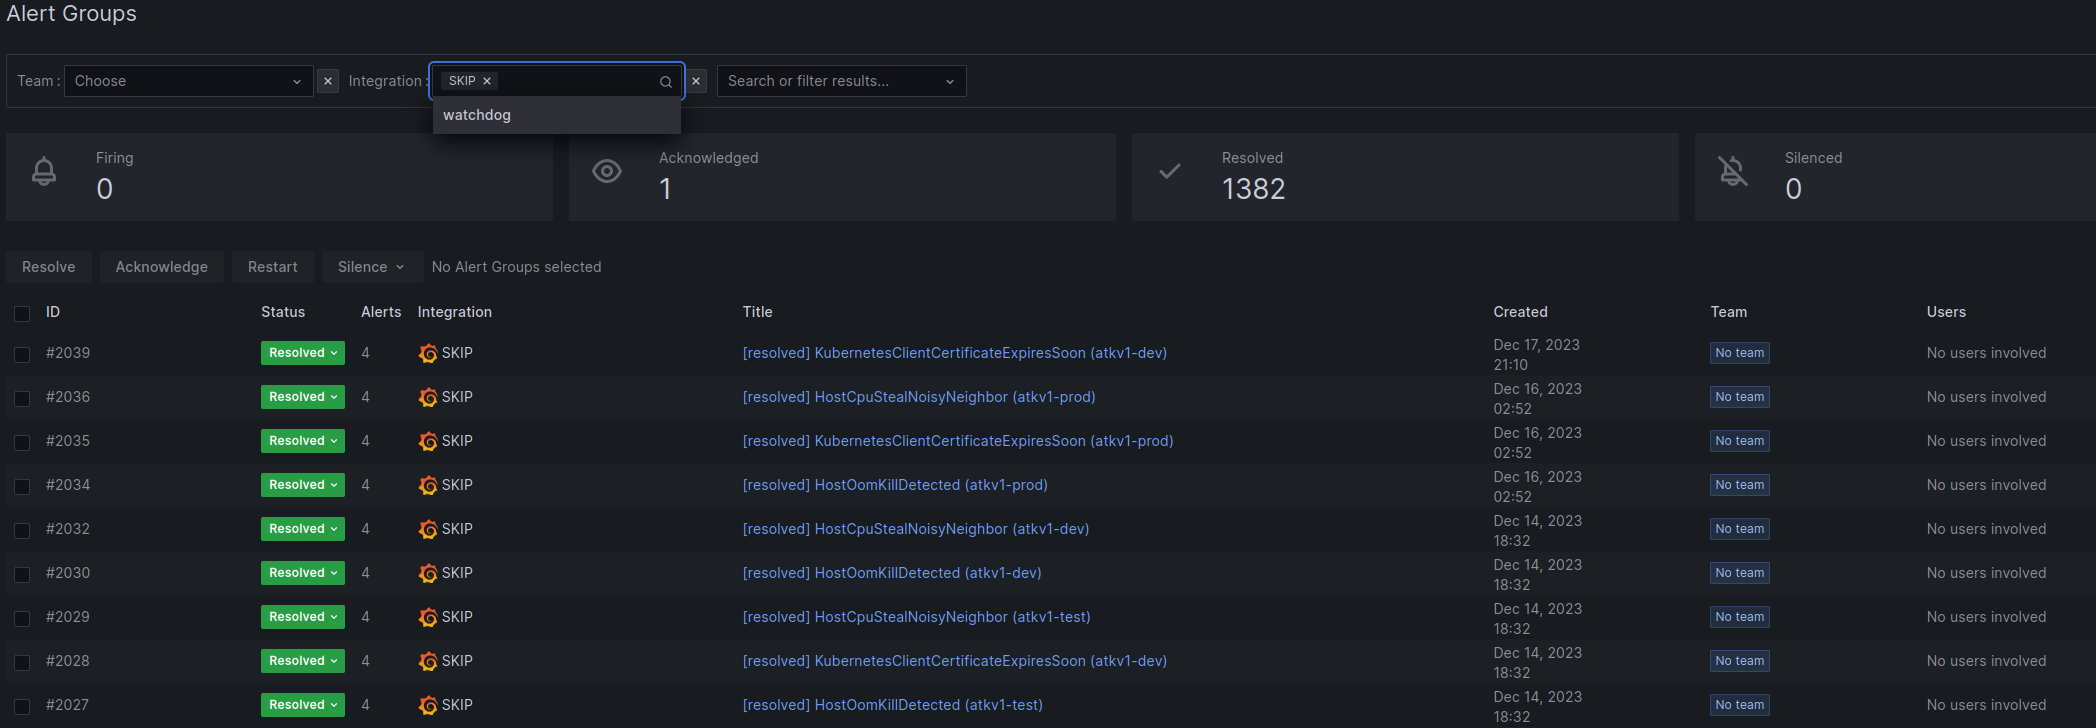 Alert Groups
Team : Choose Integration : SKIP Search or filter results...
watchdog
Firing
0
Acknowledged
1
Resolved
1382
Silenced
0
Resolve Acknowledge Restart Silence No Alert Groups selected
ID Status Alerts Integration Title Created Team Users
#2039 Resolved 4 SKIP [resolved] KubernetesClientCertificateExpiresSoon (atkv1-dev) Dec 17, 2023 21:10 No team No users involved
#2036 Resolved 4 SKIP [resolved] HostCpuStealNoisyNeighbor (atkv1-prod) Dec 16, 2023 02:52 No team No users involved
#2035 Resolved 4 SKIP [resolved] KubernetesClientCertificateExpiresSoon (atkv1-prod) Dec 16, 2023 02:52 No team No users involved
#2034 Resolved 4 SKIP [resolved] HostOomKillDetected (atkv1-prod) Dec 16, 2023 02:52 No team No users involved
#2032 Resolved 4 SKIP [resolved] HostCpuStealNoisyNeighbor (atkv1-dev) Dec 14, 2023 18:32 No team No users involved
#2030 Resolved 4 SKIP [resolved] HostOomKillDetected (atkv1-dev) Dec 14, 2023 18:32 No team No users involved
#2029 Resolved 4 SKIP [resolved] HostCpuStealNoisyNeighbor (atkv1-test) Dec 14, 2023 18:32 No team No users involved
#2028 Resolved 4 SKIP [resolved] KubernetesClientCertificateExpiresSoon (atkv1-dev) Dec 14, 2023 18:32 No team No users involved
#2027 Resolved 4 SKIP [resolved] HostOomKillDetected (atkv1-test) Dec 14, 2023 18:32 No team No users involved